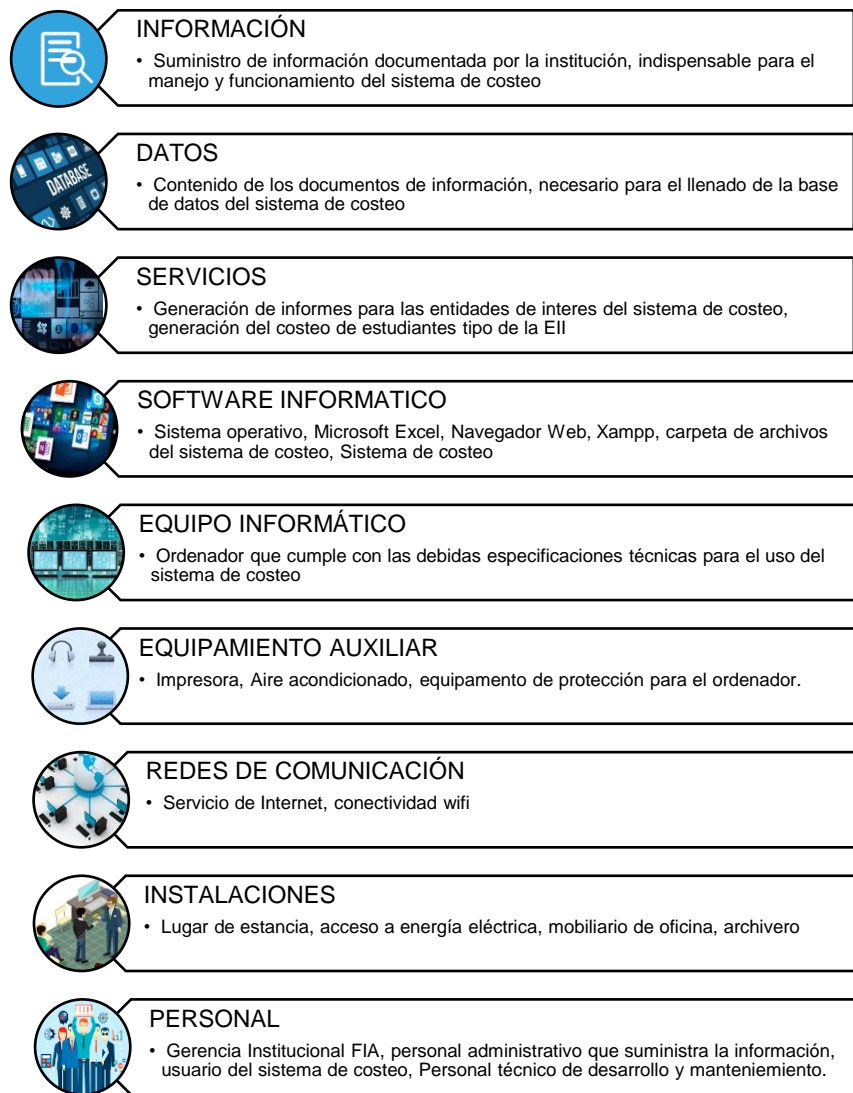 INFORMACIÓN
• Suministro de información documentada por la institución, indispensable para el
manejo y funcionamiento del sistema de costeo
DATOS
• Contenido de los documentos de información, necesario para el llenado de la base
de datos del sistema de costeo
DATABASE
SERVICIOS
• Generación de informes para las entidades de interes del sistema de costeo,
generación del costeo de estudiantes tipo de la EII
SOFTWARE INFORMATICO
• Sistema operativo, Microsoft Excel, Navegador Web, Xampp, carpeta de archivos
del sistema de costeo, Sistema de costeo
EQUIPO INFORMÁTICO
• Ordenador que cumple con las debidas especificaciones técnicas para el uso del
sistema de costeo
EQUIPAMIENTO AUXILIAR
• Impresora, Aire acondicionado, equipamento de protección para el ordenador.
REDES DE COMUNICACIÓN
• Servicio de Internet, conectividad wifi
INSTALACIONES
• Lugar de estancia, acceso a energía eléctrica, mobiliario de oficina, archivero
PERSONAL
• Gerencia Institucional FIA, personal administrativo que suministra la información,
usuario del sistema de costeo, Personal técnico de desarrollo y manteniemiento.